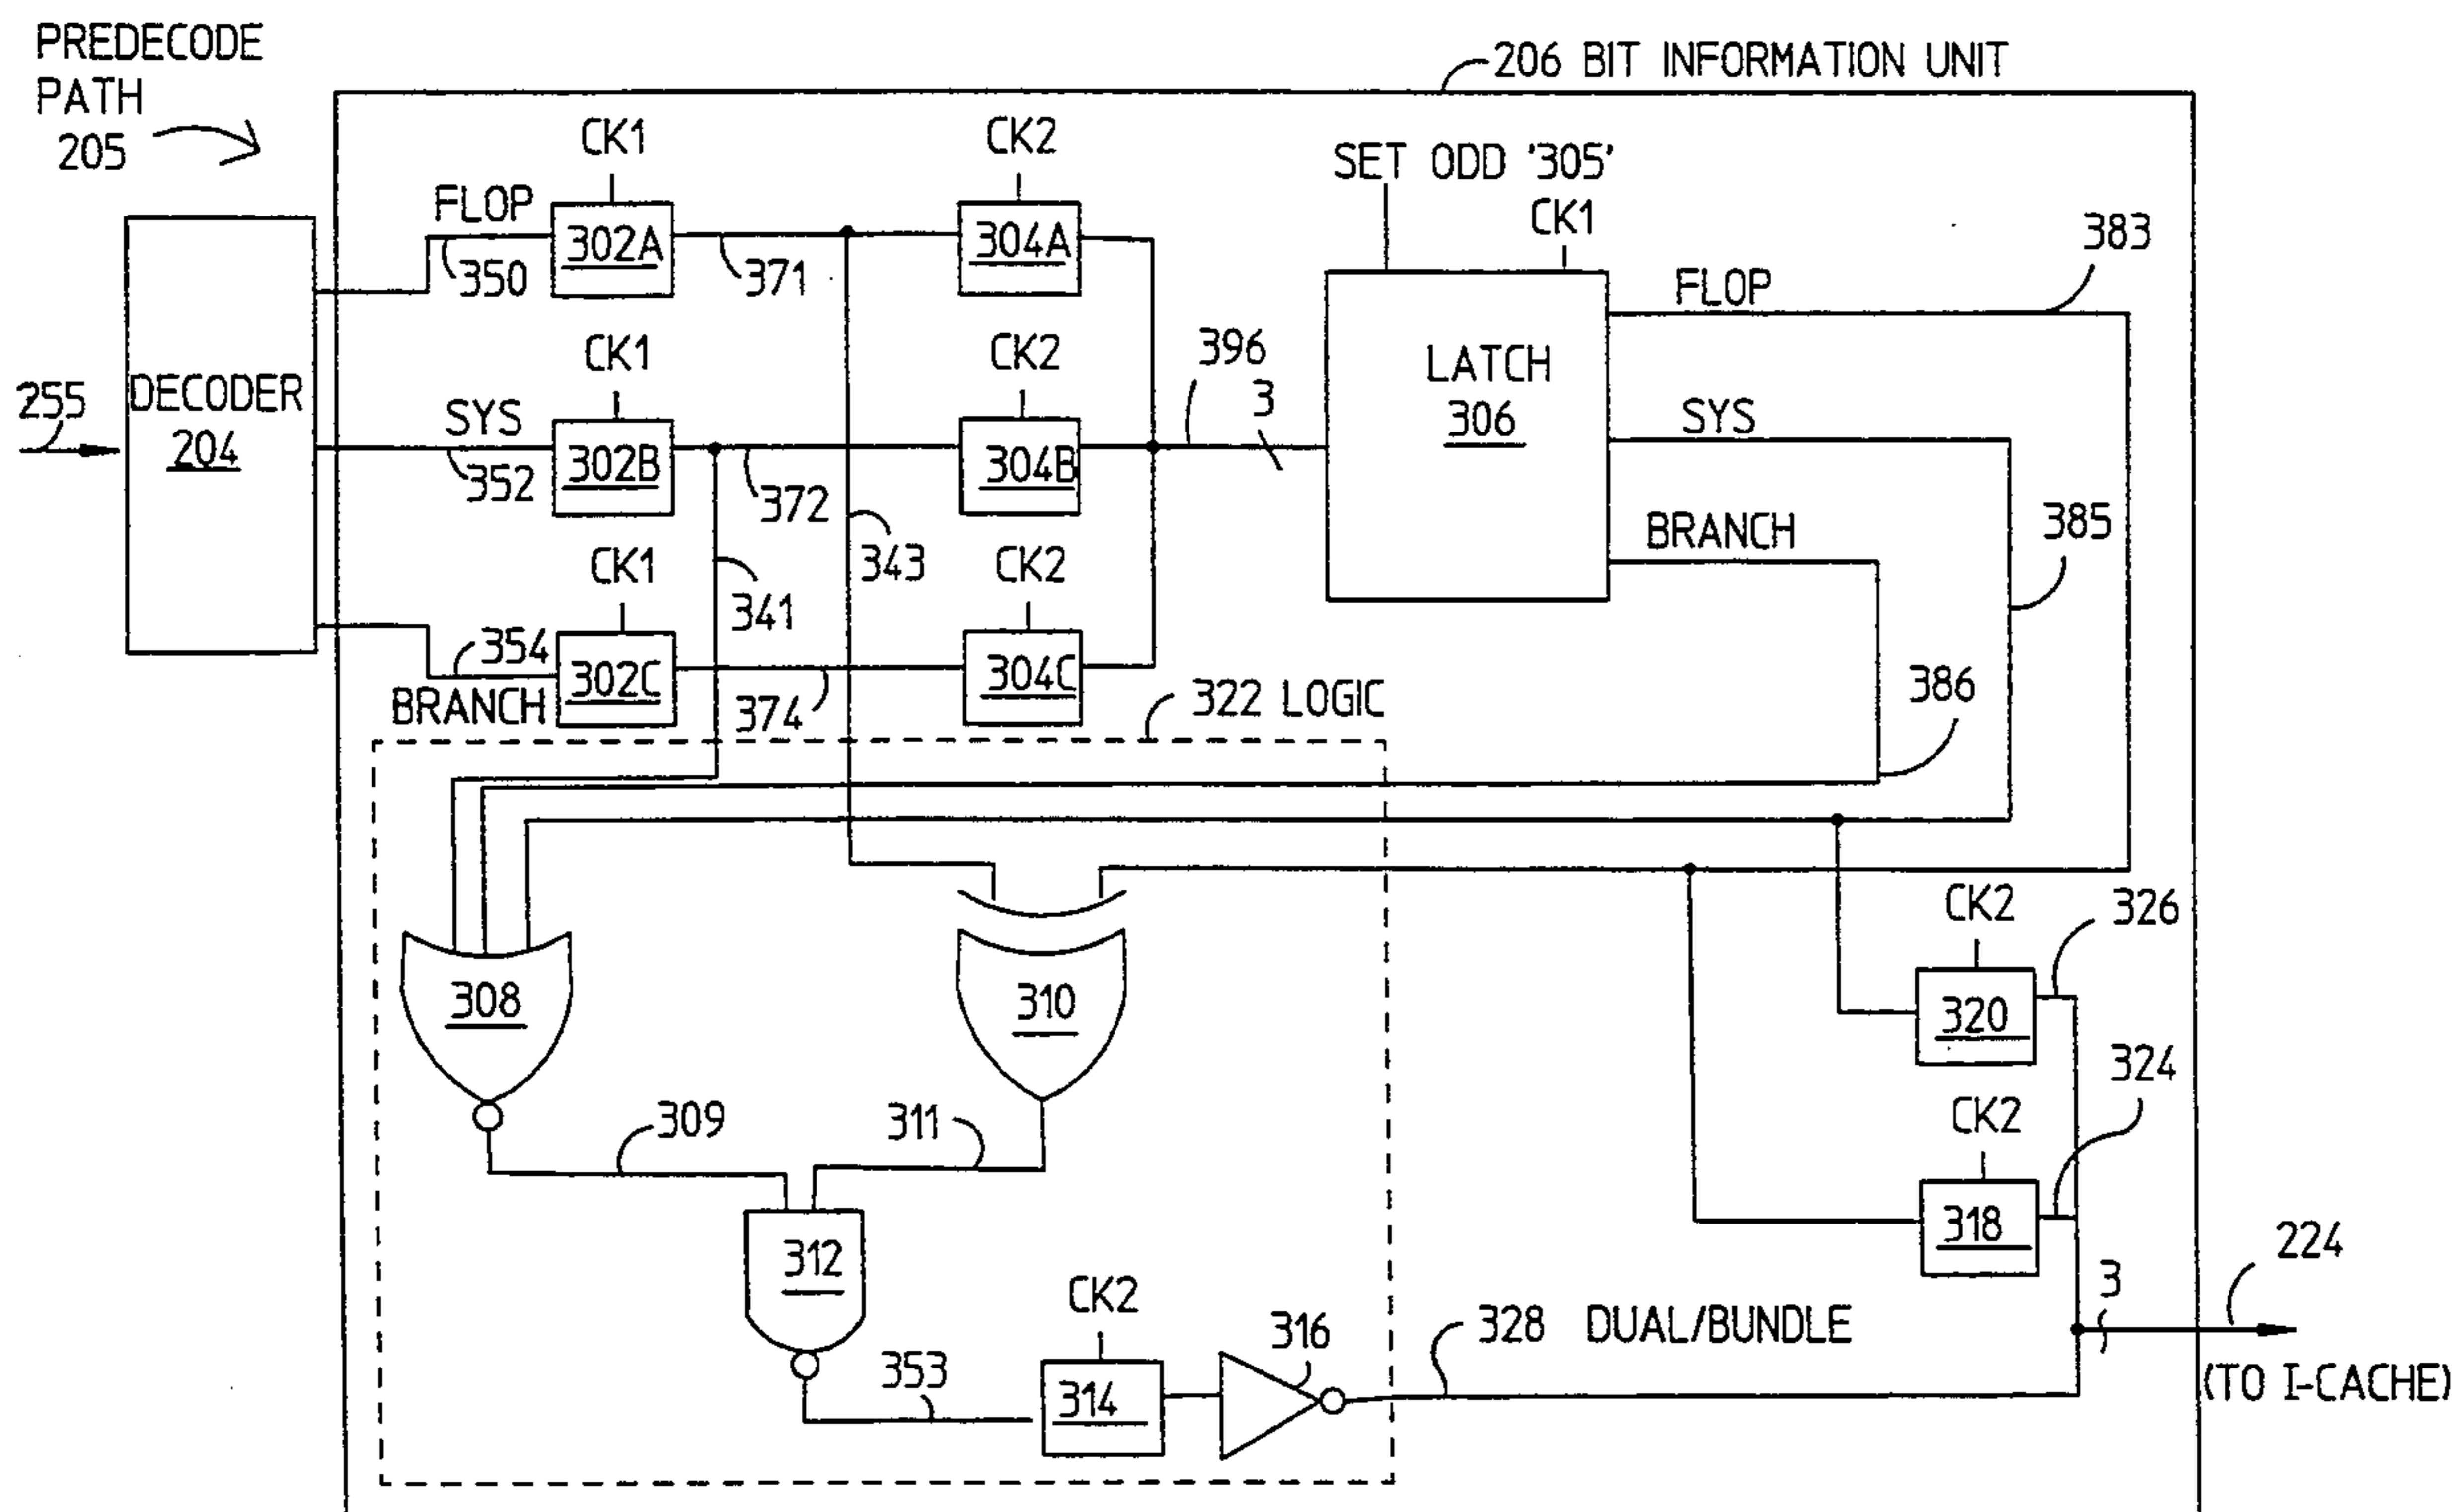 PREDECODE
PATH
205
206 BIT INFORMATION UNIT
CK1
CK2
SET ODD '305'
CK1
FLOP
302A
304A
383
350
371
FLOP
CK1
CK2
396
3
LATCH
306
255
DECODER
204
SYS
302B
304B
SYS
352
372
385
BRANCH
CK1
343
CK2
341
354
302C
304C
386
BRANCH
374
322 LOGIC
CK2
326
308
310
320
324
309
311
CK2
318
224
312
3
CK2
316
328 DUAL/BUNDLE
353
314
(TO I-CACHE)